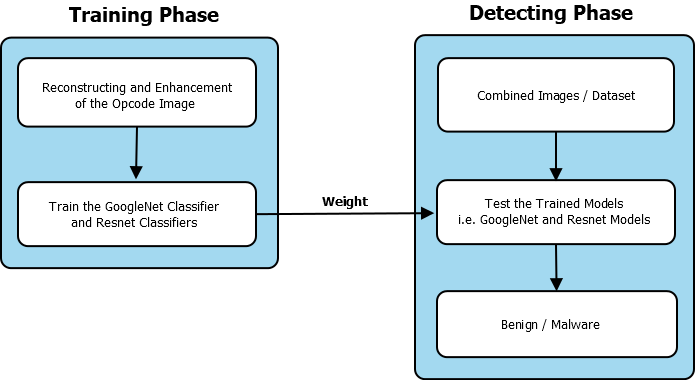 Training Phase
Reconstructing and Enhancement
of the Opcode Image
Train the GoogleNet Classifier
and Resnet Classifiers
Weight
Detecting Phase
Combined Images / Dataset
Test the Trained Models
i.e. GoogleNet and Resnet Models
Benign / Malware